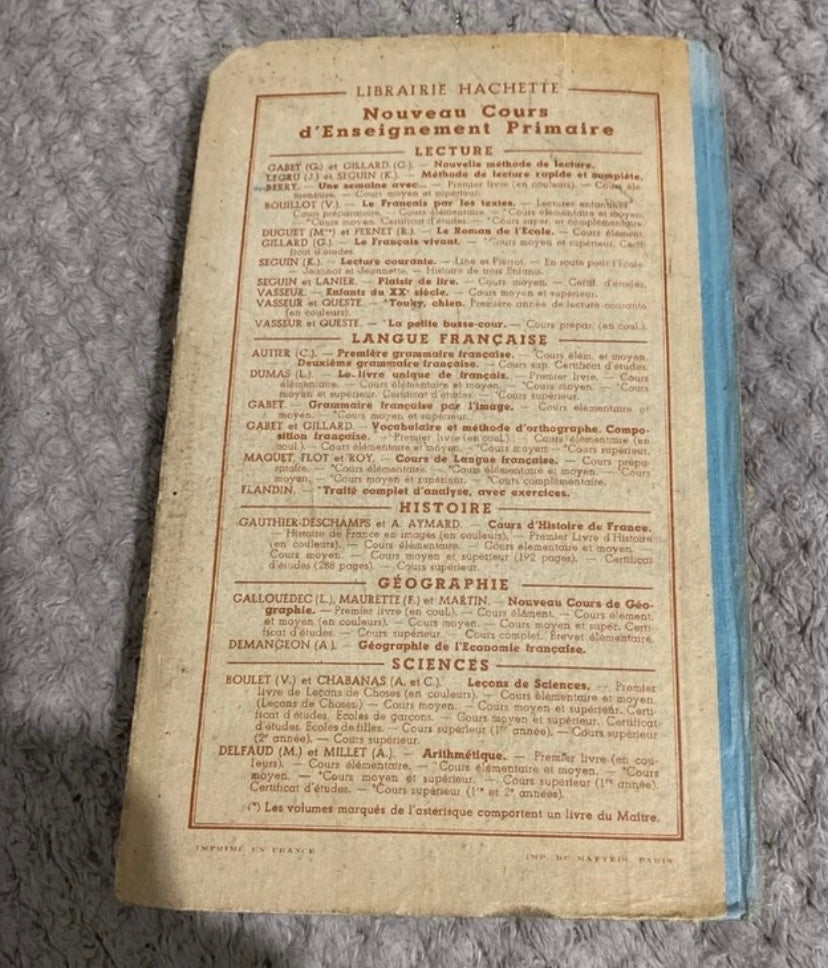 LIBRAIRIE HACHETTE
Nouveau Cours
d'Enseignement Primaire
LECTURE
GABET (G.) et GILLARD (G.). — Nouvelle méthode de lecture.
LEGRU (J.) et SEGUIN (K.). — Méthode de lecture rapide et complète.
BERRY. — Une semaine avec... — Premier livre (en couleurs). — Cours élé-
mentaire. — Cours moyen et supérieur.
BOUILLOT (V.). — Le Français par les textes. — Lectures enfantines.
Cours préparatoire. — Cours élémentaire. — *Cours élémentaire et moyen.
— *Cours moyen. Certificat d'études. — *Cours super. et complémentaire.
DUGUET (Mme) et PERNET (R.). — Le Roman de l'Ecole. — Cours élément.
GILLARD (G.). — Le Français vivant. — *Cours moyen et supérieur. Certi-
ficat d'études.
SEGUIN (K.). — Lecture courante. — Line et Pierrot. — En route pour l'École.
— Jeannot et Jeannette. — Histoire de trois Enfants.
SEGUIN et LANIER. — Plaisir de lire. — Cours moyen. — Certif. d'études.
VASSEUR. — Enfants du XXe siècle. — Cours moyen et supérieur.
VASSEUR et QUESTE. — *Touky, chien. Première année de lecture courante
(en couleurs).
VASSEUR et QUESTE. — *La petite basse-cour. — Cours prépar. (en coul.).
LANGUE FRANÇAISE
AUTIER (C.). — Première grammaire française. — *Cours élém. et moyen.
— Deuxième grammaire française. — Cours sup. Certificat d'études.
DUMAS (L.). — Le livre unique de français. — Premier livre. — Cours
élémentaire. — Cours élémentaire et moyen. — *Cours moyen. — *Cours
moyen et supérieur. Certificat d'études. — *Cours supérieur.
GABET. — Grammaire française par l'image. — Cours élémentaire et
moyen. — *Cours moyen et supérieur.
GABET et GILLARD. — Vocabulaire et méthode d'orthographe. Compo-
sition française. — *Premier livre (en coul.). — Cours élémentaire (en
coul.). — Cours élémentaire et moyen. — *Cours moyen. — *Cours supérieur.
MAQUET, FLOT et ROY. — Cours de Langue française. — Cours prépa-
ratoire. — *Cours élémentaire. — *Cours élémentaire et moyen. — *Cours
moyen. — *Cours moyen et supérieur. — *Cours complémentaire.
FLANDIN. — *Traité complet d'analyse, avec exercices.
HISTOIRE
GAUTHIER-DESCHAMPS et A. AYMARD. — Cours d'Histoire de France.
— Histoire de France en images (en couleurs). — Premier Livre d'Histoire
(en couleurs). — Cours élémentaire. — Cours élémentaire et moyen. —
Cours moyen. — Cours moyen et supérieur (192 pages). — Certificat
d'études (288 pages). — Cours supérieur.
GÉOGRAPHIE
GALLOUEDEC (L.), MAURETTE (F.) et MARTIN. — Nouveau Cours de Géo-
graphie. — Premier livre (en coul.). — Cours élément. — Cours élément.
et moyen (en couleurs). — Cours moyen. — Cours moyen et supér. Certi-
ficat d'études. — Cours supérieur. — Cours complet. Brevet élémentaire.
DEMANGEON (A.). — Géographie de l'Economie française.
SCIENCES
BOULET (V.) et CHABANAS (A. et C.). — Leçons de Sciences. — Premier
livre de Leçons de Choses (en couleurs). — Cours élémentaire et moyen.
(Leçons de Choses.) — Cours moyen. — Cours moyen et supérieur. Certi-
ficat d'études. Ecoles de garçons. — Cours moyen et supérieur. Certificat
d'études. Ecoles de filles. — Cours supérieur (1re année). — Cours supérieur
(2e année). — Cours supérieur.
DELFAUD (M.) et MILLET (A.). — Arithmétique. — Premier livre (en cou-
leurs). — Cours élémentaire. — *Cours élémentaire et moyen. — *Cours
moyen. — *Cours moyen et supérieur. — Cours supérieur (1re année).
Certificat d'études. — *Cours supérieur (1re et 2e années).
(*) Les volumes marqués de l'astérisque comportent un livre du Maître.
IMPRIMÉ EN FRANCE
IMP. DE MATTEIS, PARIS